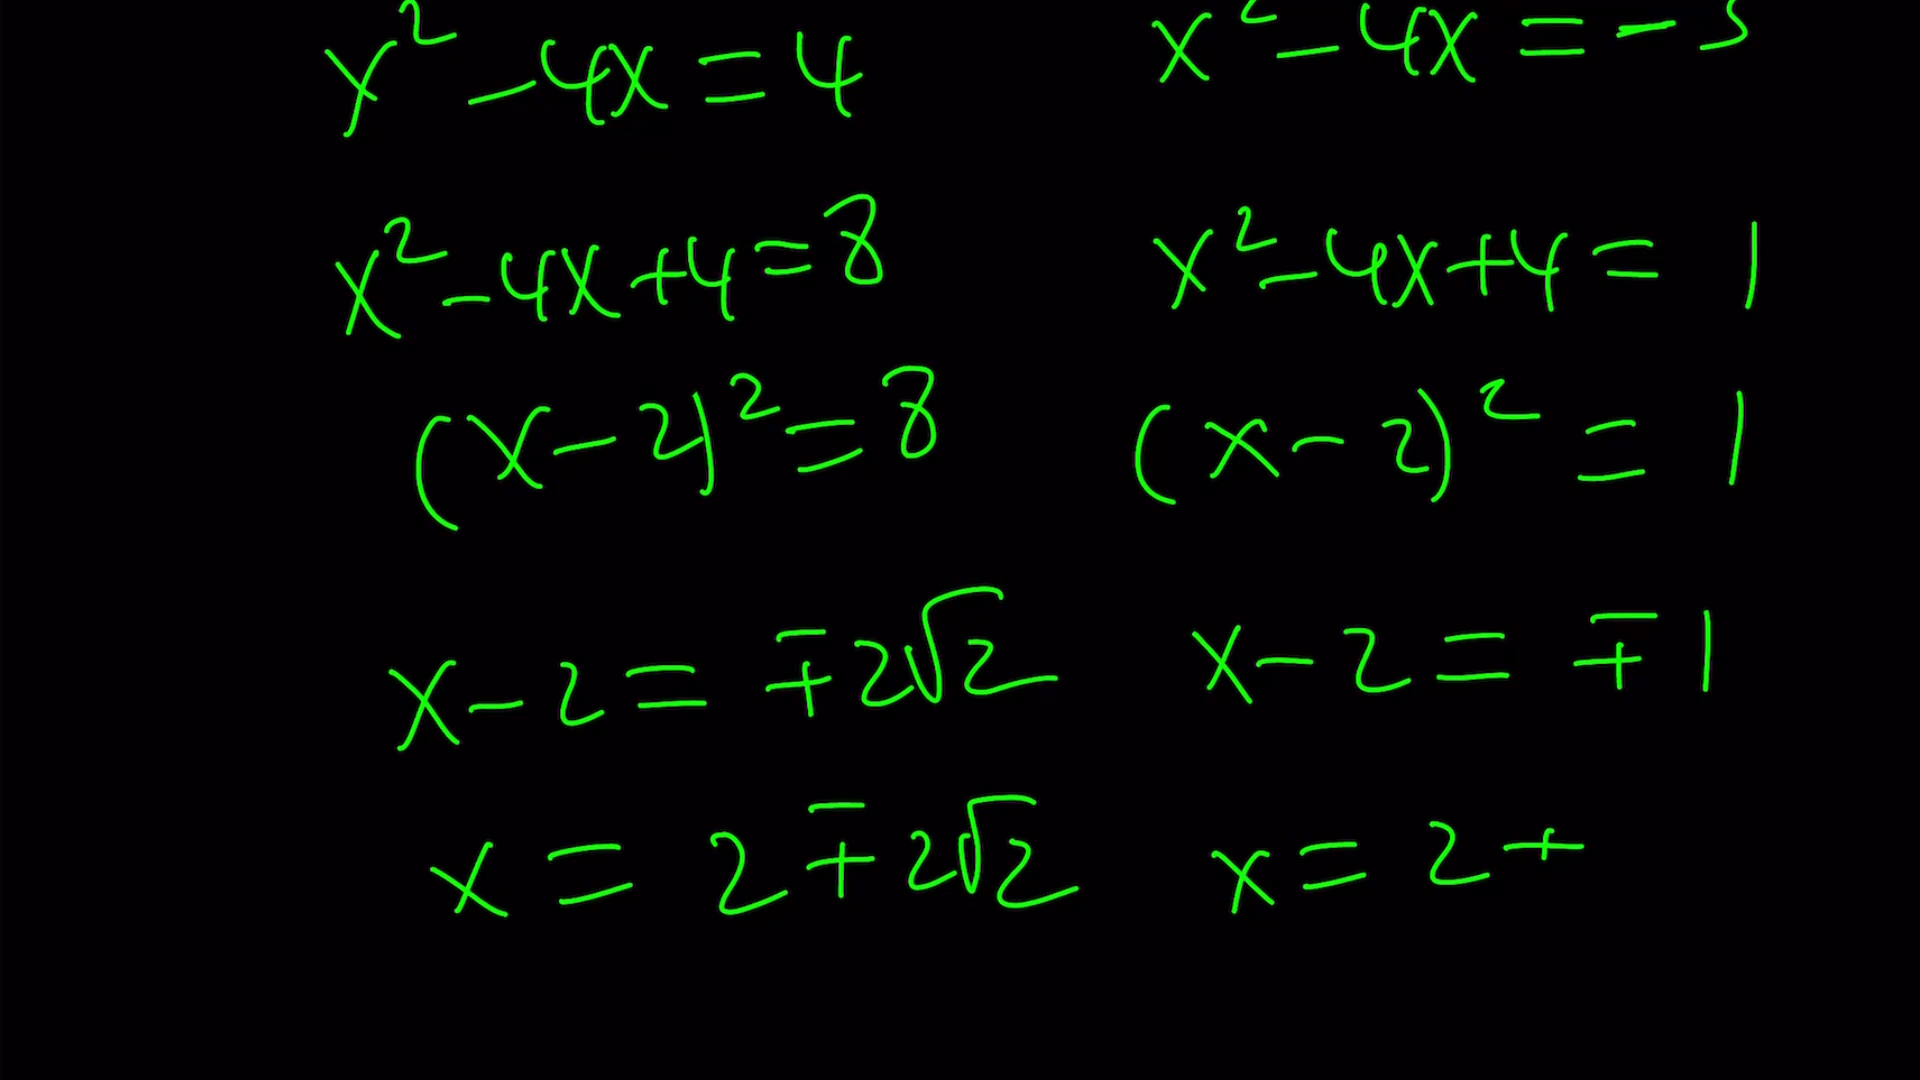 x² - 4x = 4
x² - 4x = -3
x² - 4x + 4 = 8
x² - 4x + 4 = 1
(x - 2)² = 8
(x - 2)² = 1
x - 2 = ∓2√2
x - 2 = ∓1
x = 2 ∓ 2√2
x = 2 +